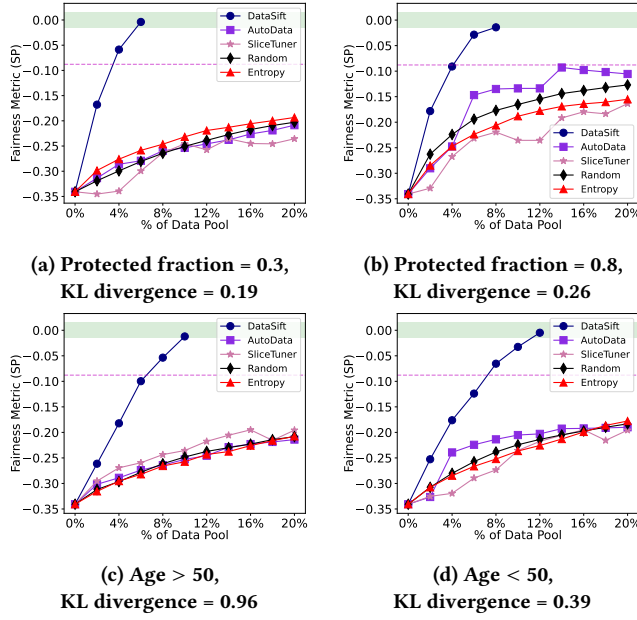 Fairness Metric (SP)
0.00
−0.05
−0.10
−0.15
−0.20
−0.25
−0.30
−0.35
DataSift
AutoData
SliceTuner
Random
Entropy
0% 4% 8% 12% 16% 20%
% of Data Pool
(a) Protected fraction = 0.3,
KL divergence = 0.19
Fairness Metric (SP)
0.00
−0.05
−0.10
−0.15
−0.20
−0.25
−0.30
−0.35
DataSift
AutoData
SliceTuner
Random
Entropy
0% 4% 8% 12% 16% 20%
% of Data Pool
(b) Protected fraction = 0.8,
KL divergence = 0.26
Fairness Metric (SP)
0.00
−0.05
−0.10
−0.15
−0.20
−0.25
−0.30
−0.35
DataSift
AutoData
SliceTuner
Random
Entropy
0% 4% 8% 12% 16% 20%
% of Data Pool
(c) Age > 50,
KL divergence = 0.96
Fairness Metric (SP)
0.00
−0.05
−0.10
−0.15
−0.20
−0.25
−0.30
−0.35
DataSift
AutoData
SliceTuner
Random
Entropy
0% 4% 8% 12% 16% 20%
% of Data Pool
(d) Age < 50,
KL divergence = 0.39